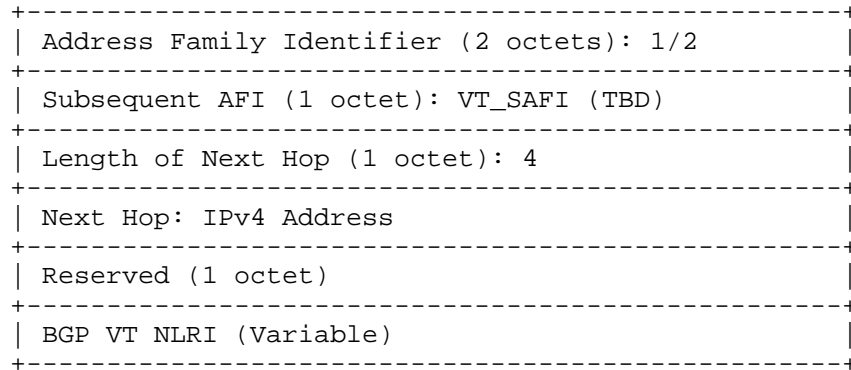 +-------------------------------------------------+
| Address Family Identifier (2 octets): 1/2       |
+-------------------------------------------------+
| Subsequent AFI (1 octet): VT_SAFI (TBD)         |
+-------------------------------------------------+
| Length of Next Hop (1 octet): 4                 |
+-------------------------------------------------+
| Next Hop: IPv4 Address                          |
+-------------------------------------------------+
| Reserved (1 octet)                              |
+-------------------------------------------------+
| BGP VT NLRI (Variable)                          |
+-------------------------------------------------+